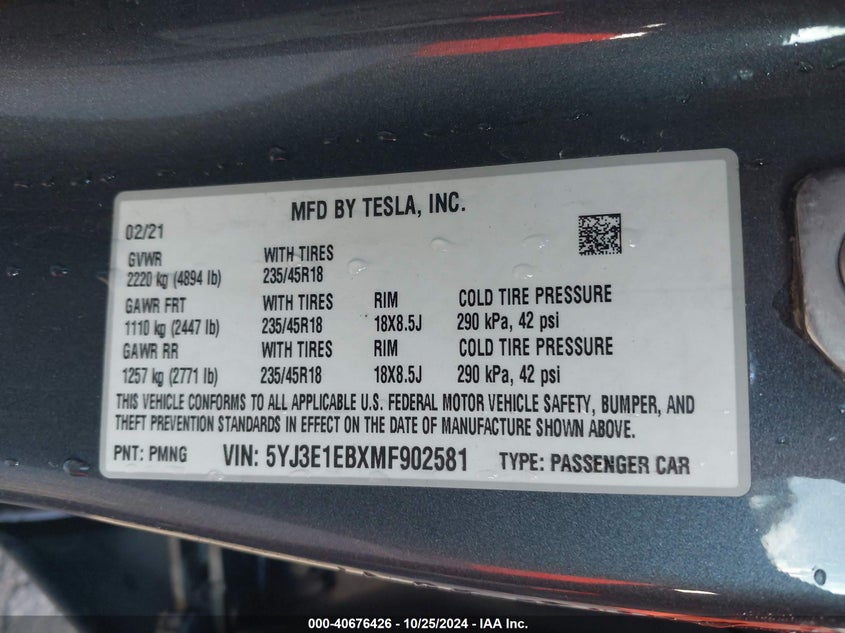 MFD BY TESLA, INC.
02/21
GVWR WITH TIRES
2220 kg (4894 lb) 235/45R18
GAWR FRT WITH TIRES RIM COLD TIRE PRESSURE
1110 kg (2447 lb) 235/45R18 18X8.5J 290 kPa, 42 psi
GAWR RR WITH TIRES RIM COLD TIRE PRESSURE
1257 kg (2771 lb) 235/45R18 18X8.5J 290 kPa, 42 psi
THIS VEHICLE CONFORMS TO ALL APPLICABLE U.S. FEDERAL MOTOR VEHICLE SAFETY, BUMPER, AND
THEFT PREVENTION STANDARDS IN EFFECT ON THE DATE OF MANUFACTURE SHOWN ABOVE.
PNT: PMNG VIN: 5YJ3E1EBXMF902581 TYPE: PASSENGER CAR
000-40676426 - 10/25/2024 - IAA Inc.